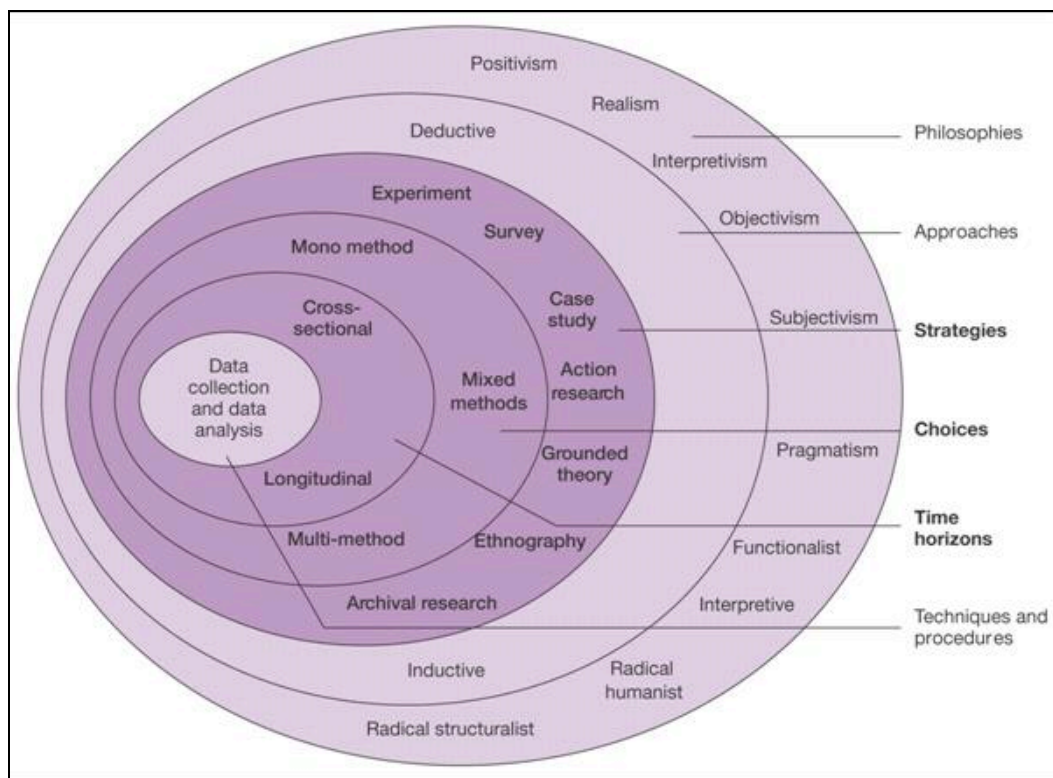 Positivism
Realism
Philosophies
Deductive
Interpretivism
Experiment
Objectivism
Approaches
Survey
Mono method
Cross-
sectional
Case
study
Subjectivism
Strategies
Data
collection
and data
analysis
Mixed
methods
Action
research
Choices
Pragmatism
Grounded
theory
Longitudinal
Time
horizons
Multi-method
Ethnography
Functionalist
Archival research
Interpretive
Techniques and
procedures
Inductive
Radical
humanist
Radical structuralist